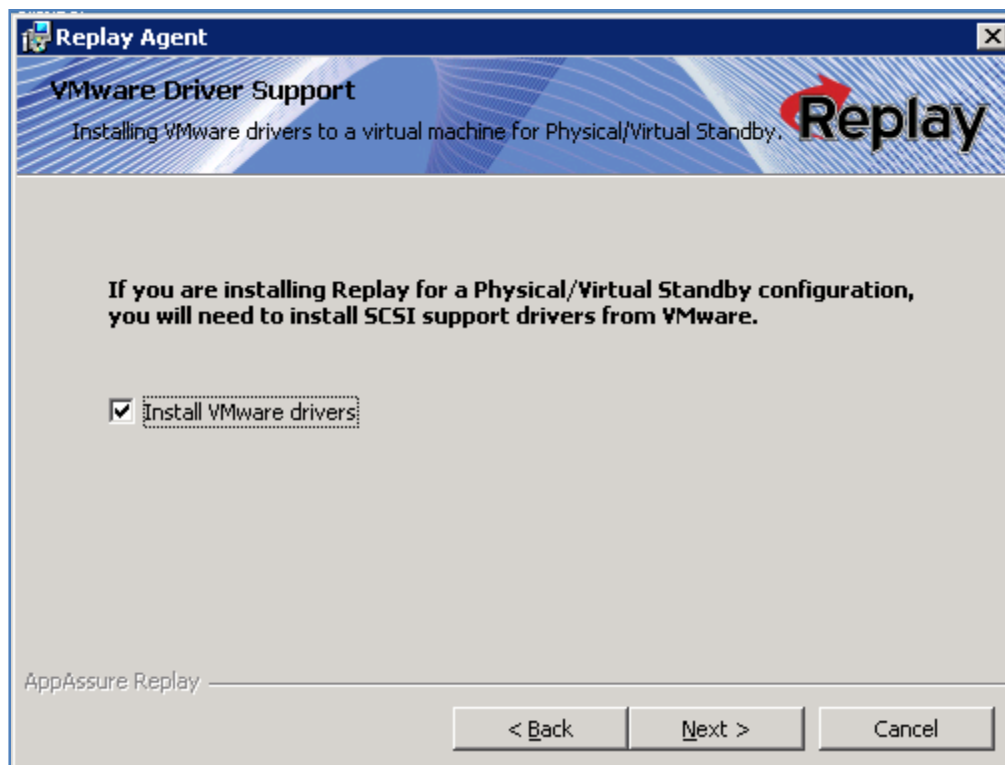 Replay Agent
VMware Driver Support
Installing VMware drivers to a virtual machine for Physical/Virtual Standby.
Replay
If you are installing Replay for a Physical/Virtual Standby configuration,
you will need to install SCSI support drivers from VMware.
Install VMware drivers
AppAssure Replay
< Back
Next >
Cancel